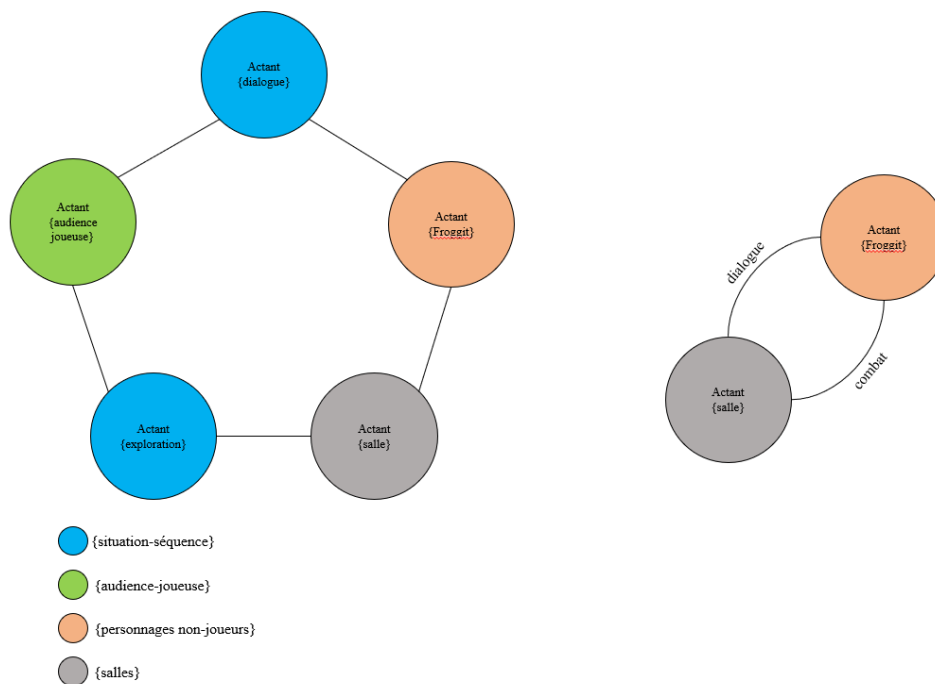 Actant
{dialogue}
Actant
{audience
joueuse}
Actant
{Froggit}
Actant
{exploration}
Actant
{salle}
Actant
{Froggit}
dialogue
combat
Actant
{salle}
{situation-séquence}
{audience-joueuse}
{personnages non-joueurs}
{salles}